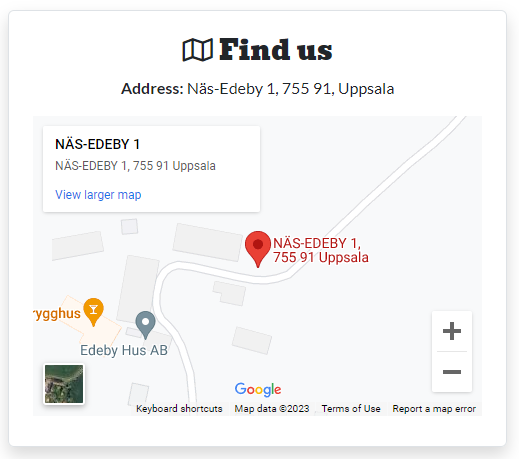 Find us
Address: Näs-Edeby 1, 755 91, Uppsala
NÄS-EDEBY 1
NÄS-EDEBY 1, 755 91 Uppsala
View larger map
NÄS-EDEBY 1,
755 91 Uppsala
rygghus
Edeby Hus AB
Google
Keyboard shortcuts Map data ©2023 Terms of Use Report a map error